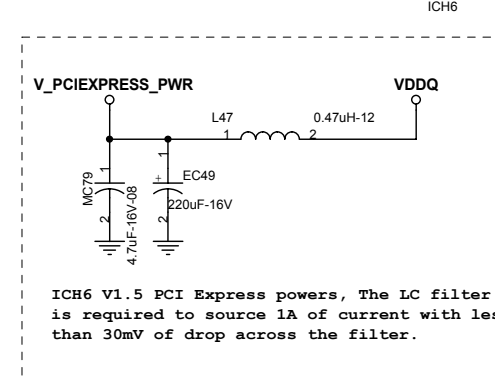 ICH6
V_PCIEXPRESS_PWR
VDDQ
L47
0.47uH-12
1
2
MC79
1
2
4.7uF-16V-08
+
1
2
EC49
220uF-16V
ICH6 V1.5 PCI Express powers, The LC filter
is required to source 1A of current with les
than 30mV of drop across the filter.